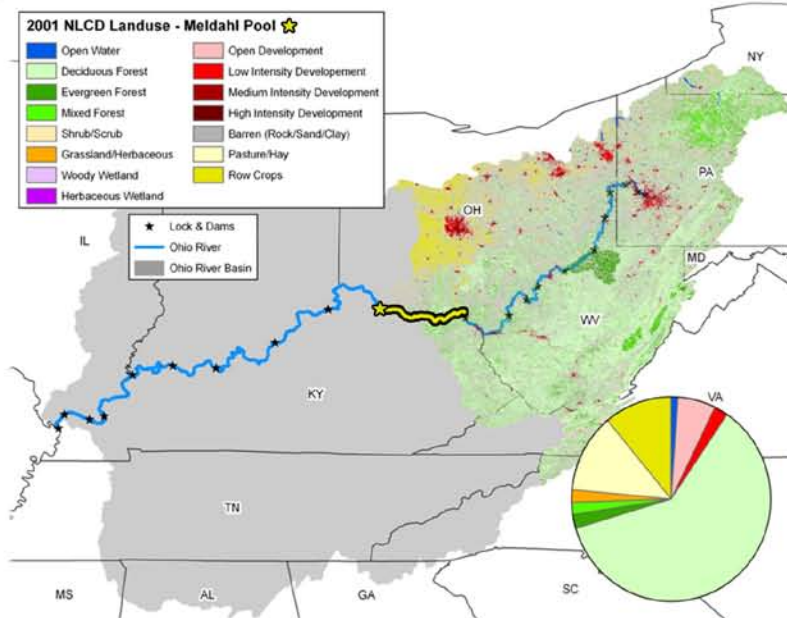 2001 NLCD Landuse - Meldahl Pool
Open Water
Open Development
Deciduous Forest
Low Intensity Developement
Evergreen Forest
Medium Intensity Development
Mixed Forest
High Intensity Development
Shrub/Scrub
Barren (Rock/Sand/Clay)
Grassland/Herbaceous
Pasture/Hay
Woody Wetland
Row Crops
Herbaceous Wetland
Lock & Dams
Ohio River
Ohio River Basin
NY
PA
OH
IL
MD
WV
KY
VA
TN
MS
AL
GA
SC